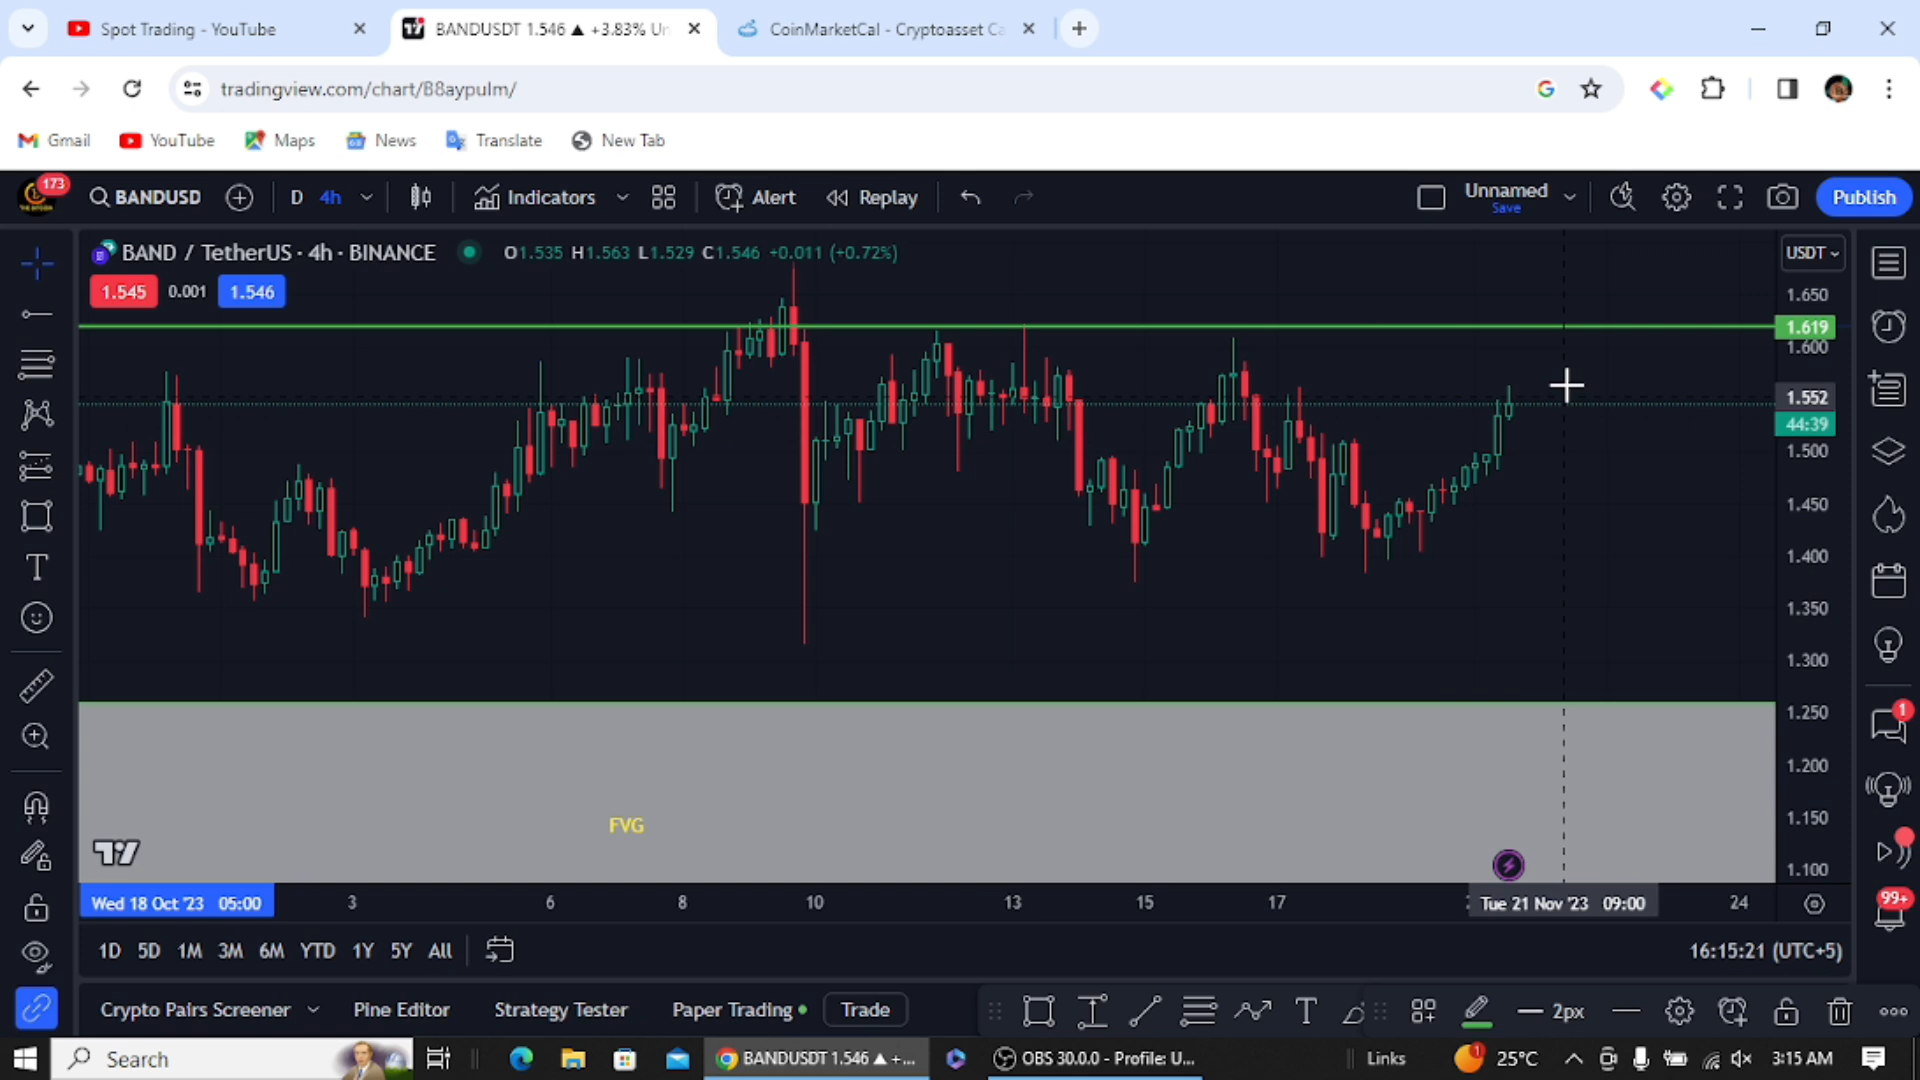 Spot Trading - YouTube
BANDUSDT 1.546 ▲ +3.83% Un
CoinMarketCal - Cryptoasset Ca
tradingview.com/chart/B8aypulm/
Gmail
YouTube
Maps
News
Translate
New Tab
173
BANDUSD
D 4h
Indicators
Alert
Replay
Unnamed
Save
Publish
BAND / TetherUS · 4h · BINANCE
O1.535 H1.563 L1.529 C1.546 +0.011 (+0.72%)
USDT
1.545 0.001 1.546
1.650
1.619
1.600
1.552
44:39
1.500
1.450
1.400
1.350
1.300
1.250
1.200
1.150
1.100
FVG
1
99+
Wed 18 Oct '23 05:00 3 6 8 10 13 15 17 Tue 21 Nov '23 09:00 24
1D 5D 1M 3M 6M YTD 1Y 5Y All
16:15:21 (UTC+5)
Crypto Pairs Screener
Pine Editor
Strategy Tester
Paper Trading
Trade
2px
Search
BANDUSDT 1.546 ▲ +...
OBS 30.0.0 - Profile: U...
Links
1
25°C
3:15 AM